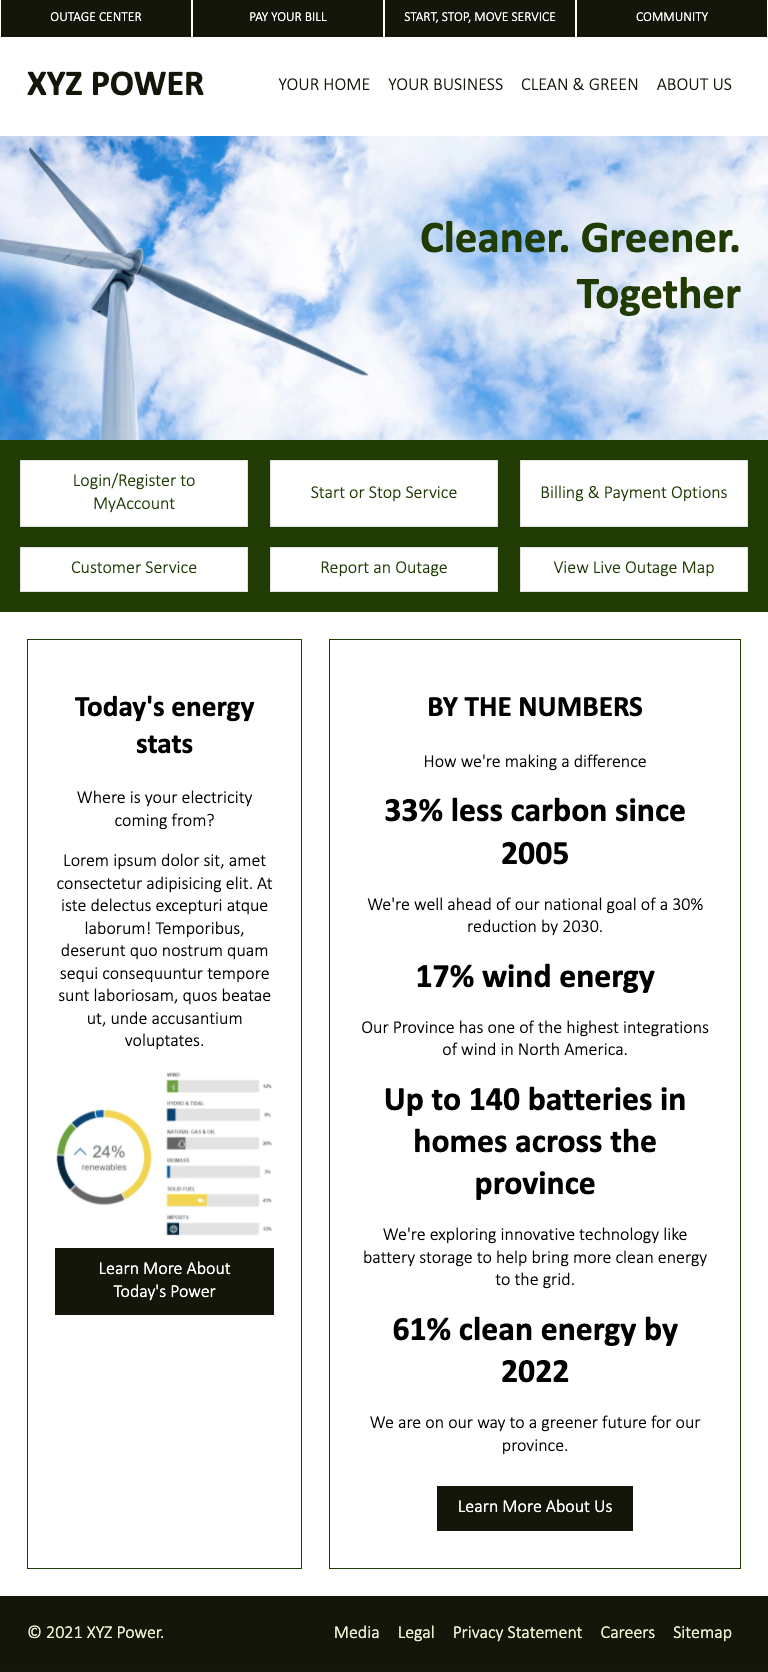 OUTAGE CENTER
PAY YOUR BILL
START, STOP, MOVE SERVICE
COMMUNITY
XYZ POWER
YOUR HOME
YOUR BUSINESS
CLEAN & GREEN
ABOUT US
Cleaner. Greener.
Together
Login/Register to
MyAccount
Start or Stop Service
Billing & Payment Options
Customer Service
Report an Outage
View Live Outage Map
Today's energy
stats
Where is your electricity
coming from?
Lorem ipsum dolor sit, amet
consectetur adipisicing elit. At
iste delectus excepturi atque
laborum! Temporibus,
deserunt quo nostrum quam
sequi consequuntur tempore
sunt laboriosam, quos beatae
ut, unde accusantium
voluptates.
24%
renewables
WIND
HYDRO & TIDAL
NATURAL GAS & OIL
BIOMASS
SOLID FUEL
IMPORTS
Learn More About
Today's Power
BY THE NUMBERS
How we're making a difference
33% less carbon since
2005
We're well ahead of our national goal of a 30%
reduction by 2030.
17% wind energy
Our Province has one of the highest integrations
of wind in North America.
Up to 140 batteries in
homes across the
province
We're exploring innovative technology like
battery storage to help bring more clean energy
to the grid.
61% clean energy by
2022
We are on our way to a greener future for our
province.
Learn More About Us
© 2021 XYZ Power.
Media
Legal
Privacy Statement
Careers
Sitemap